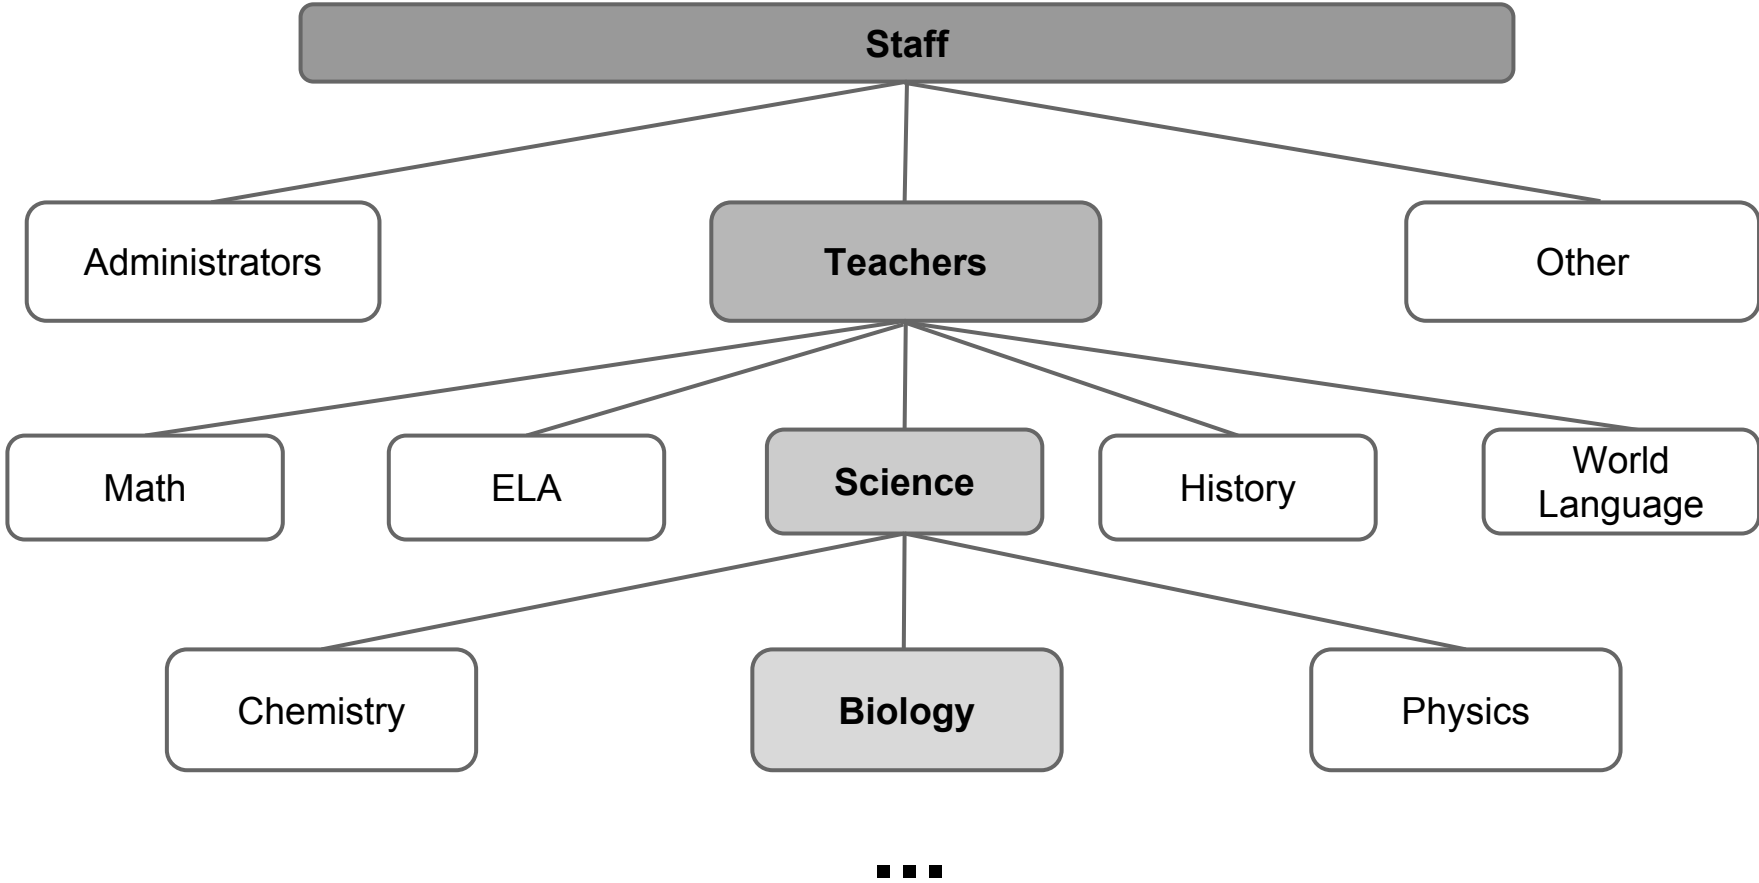 Staff
Administrators
Teachers
Other
Math
ELA
Science
History
World
Language
Chemistry
Biology
Physics
...